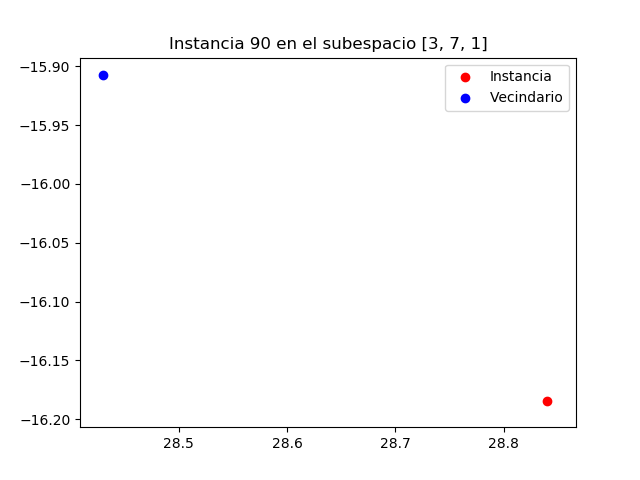 Instancia 90 en el subespacio [3, 7, 1]
−15.90
−15.95
−16.00
−16.05
−16.10
−16.15
−16.20
Instancia
Vecindario
28.5 28.6 28.7 28.8